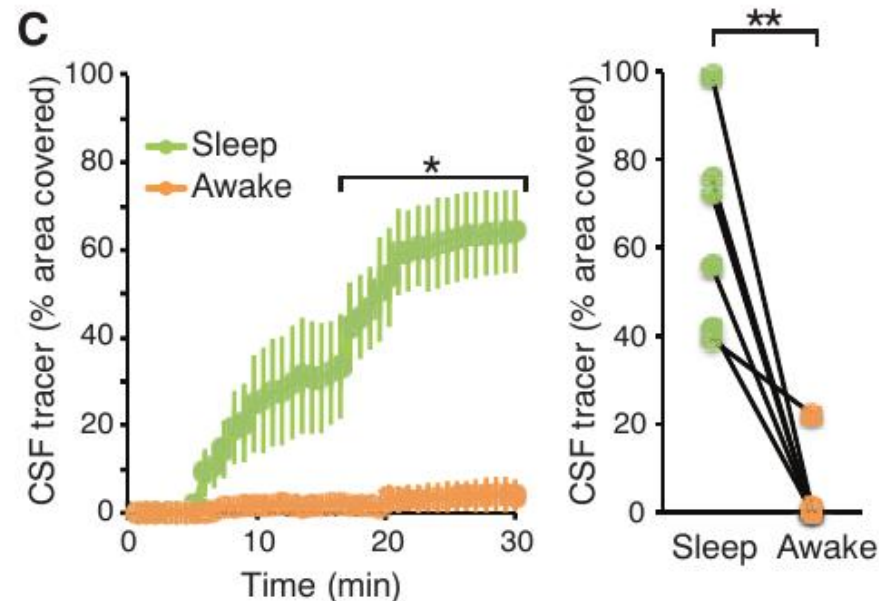 C
CSF tracer (% area covered)
100
80
60
40
20
0
Sleep
Awake
*
0 10 20 30
Time (min)
**
CSF tracer (% area covered)
100
80
60
40
20
0
Sleep Awake